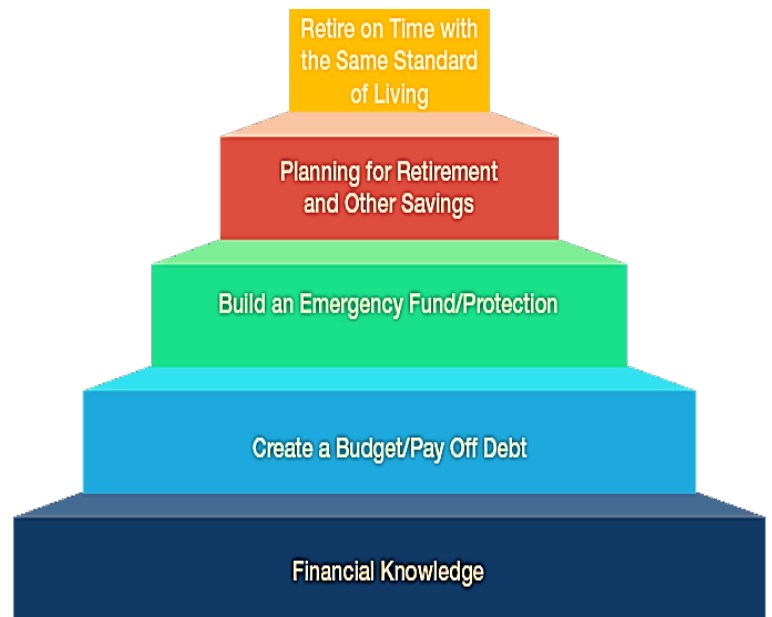 Retire on Time with
the Same Standard
of Living
Planning for Retirement
and Other Savings
Build an Emergency Fund/Protection
Create a Budget/Pay Off Debt
Financial Knowledge